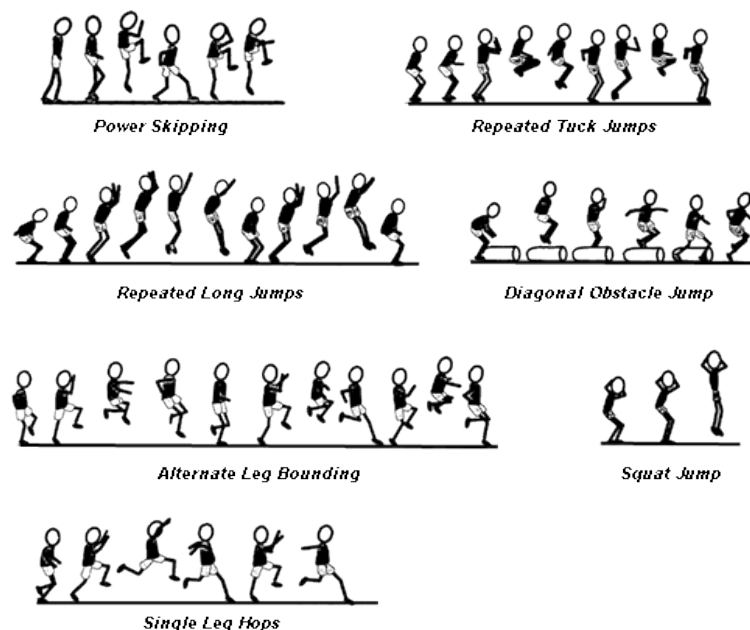 Power Skipping
Repeated Tuck Jumps
Repeated Long Jumps
Diagonal Obstacle Jump
Alternate Leg Bounding
Squat Jump
Single Leg Hops